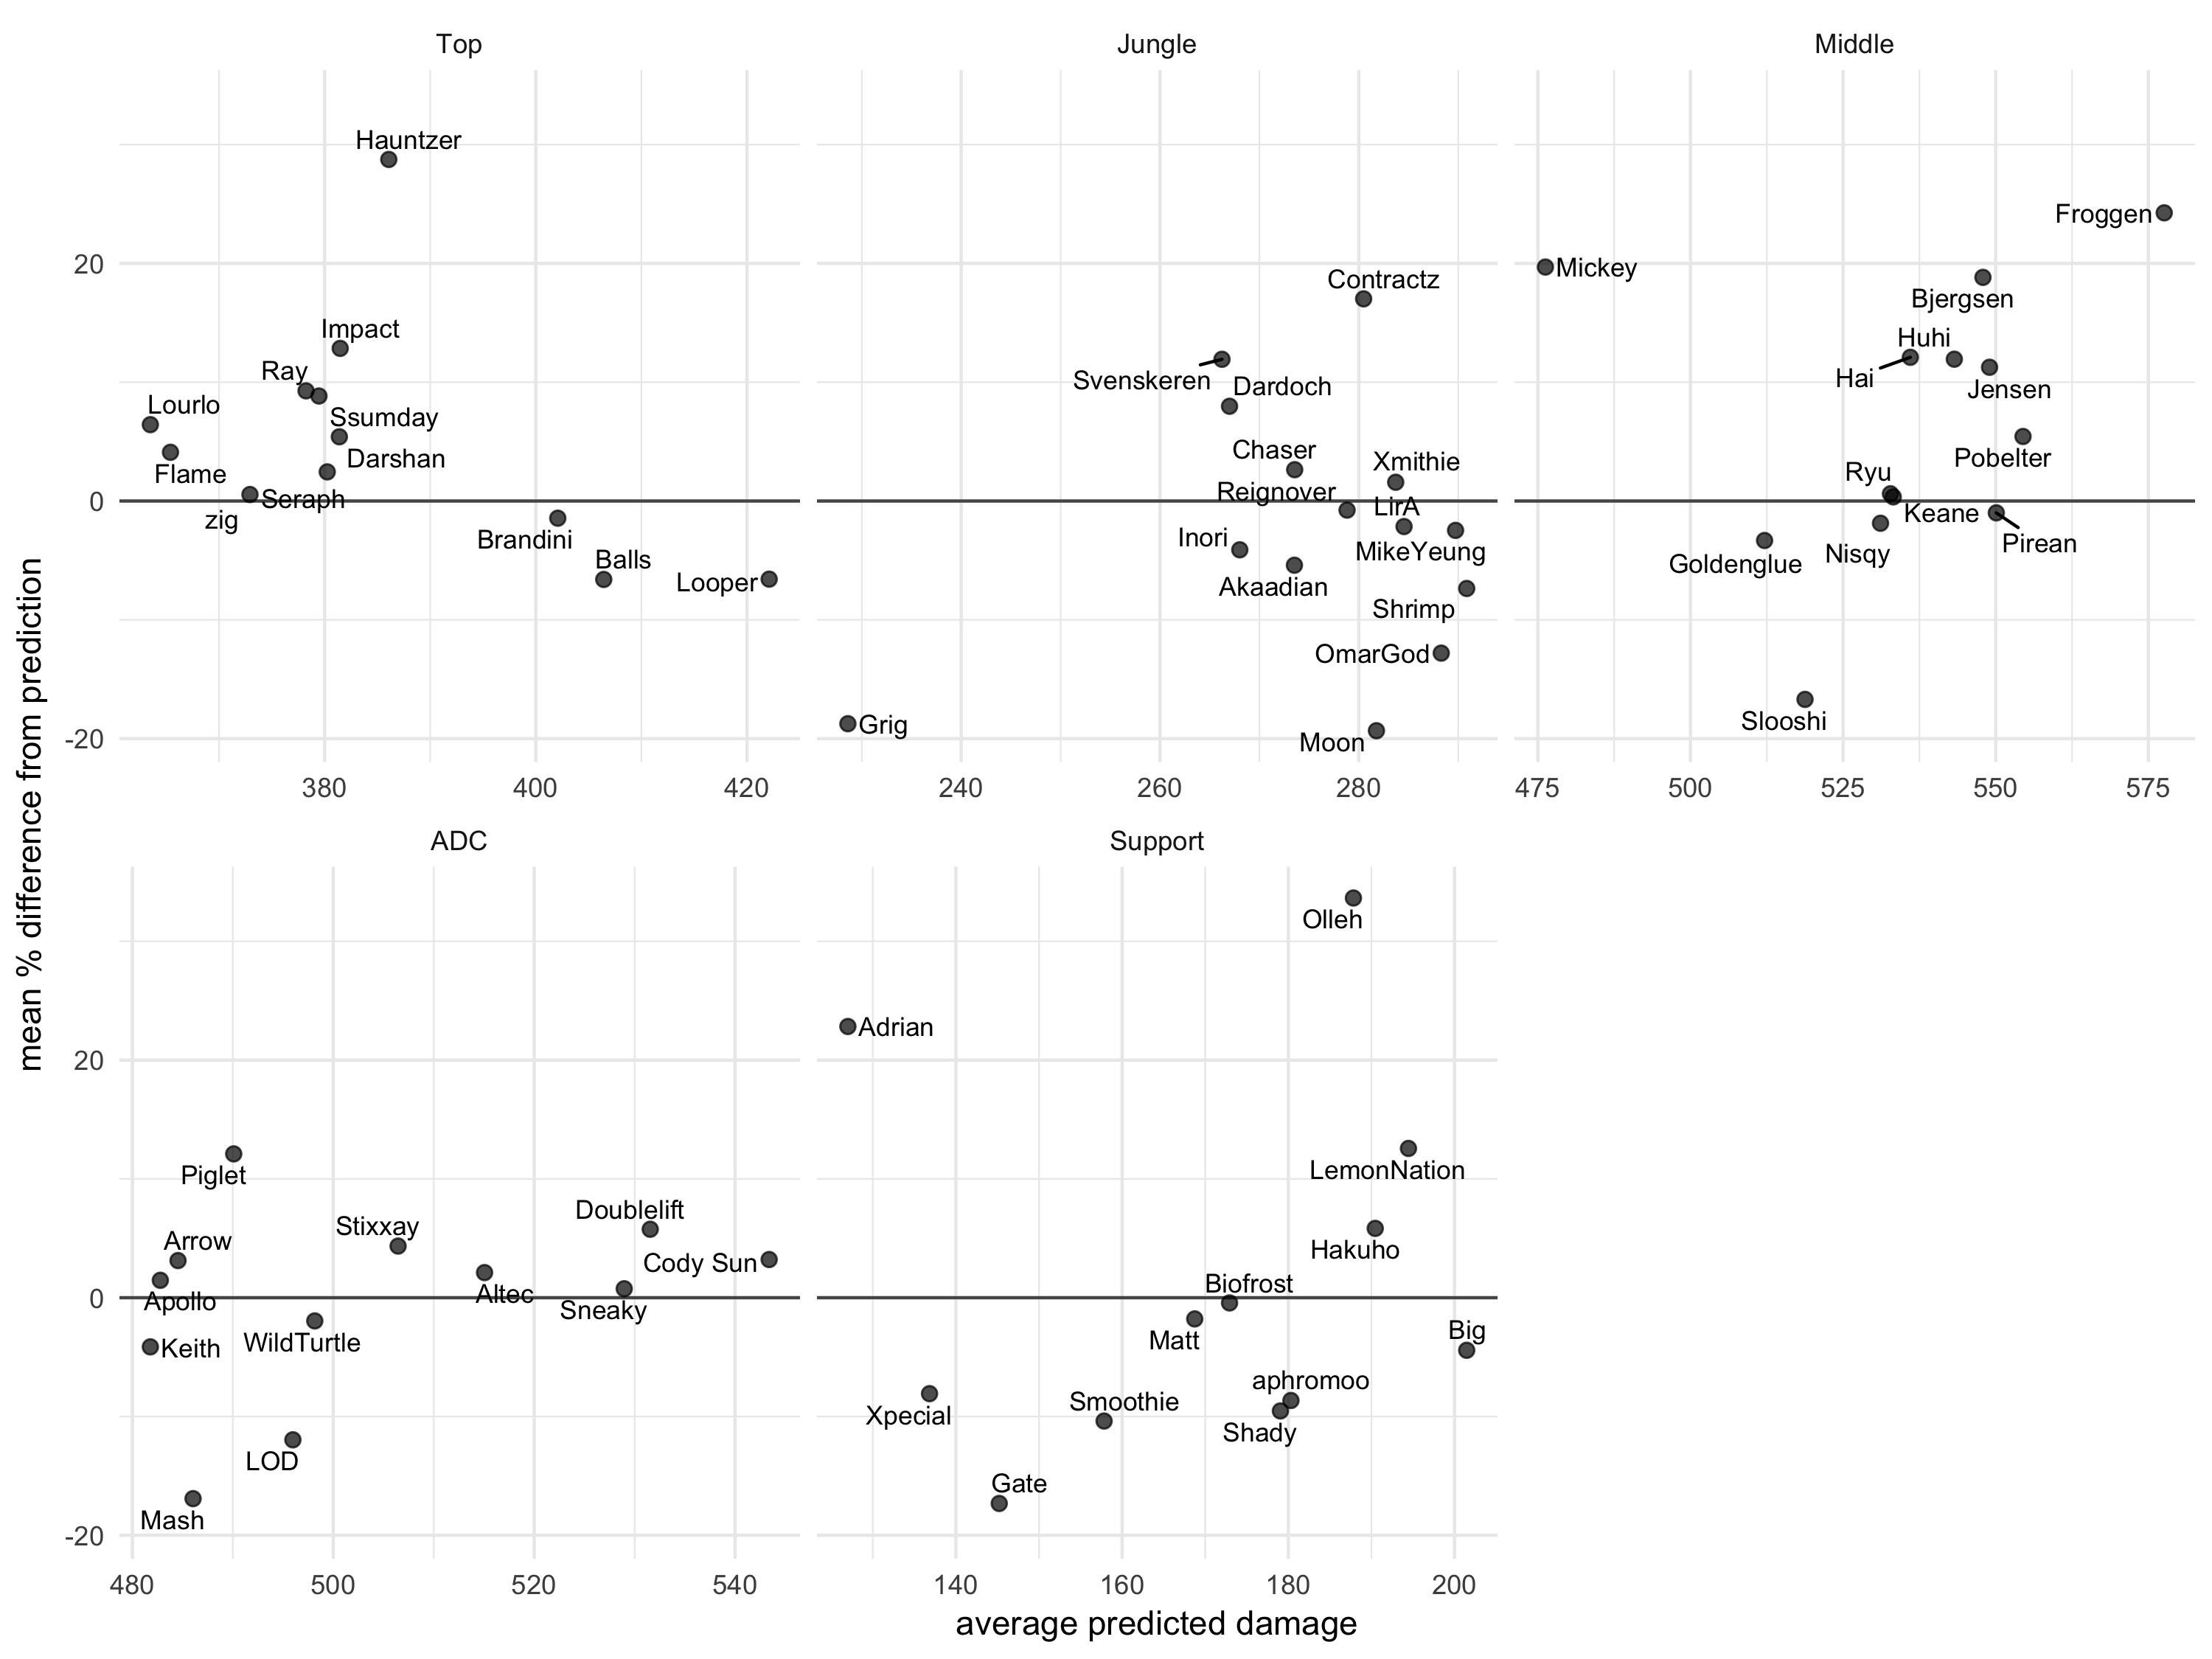 Top
Jungle
Middle
Hauntzer
Impact
Ray
Lourlo
Ssumday
Darshan
Flame
Seraph
zig
Brandini
Balls
Looper
Contractz
Svenskeren
Dardoch
Chaser
Xmithie
Reignover
LirA
Inori
MikeYeung
Akaadian
Shrimp
OmarGod
Grig
Moon
Froggen
Mickey
Bjergsen
Huhi
Hai
Jensen
Pobelter
Ryu
Keane
Pirean
Nisqy
Goldenglue
Slooshi
20
0
-20
380 400 420
240 260 280
475 500 525 550 575
mean % difference from prediction
ADC
Support
Piglet
Doublelift
Stixxay
Arrow
Cody Sun
Altec
Apollo
Sneaky
Keith
WildTurtle
LOD
Mash
Olleh
Adrian
LemonNation
Hakuho
Biofrost
Matt
Big
aphromoo
Smoothie
Xpecial
Shady
Gate
20
0
-20
480 500 520 540
140 160 180 200
average predicted damage